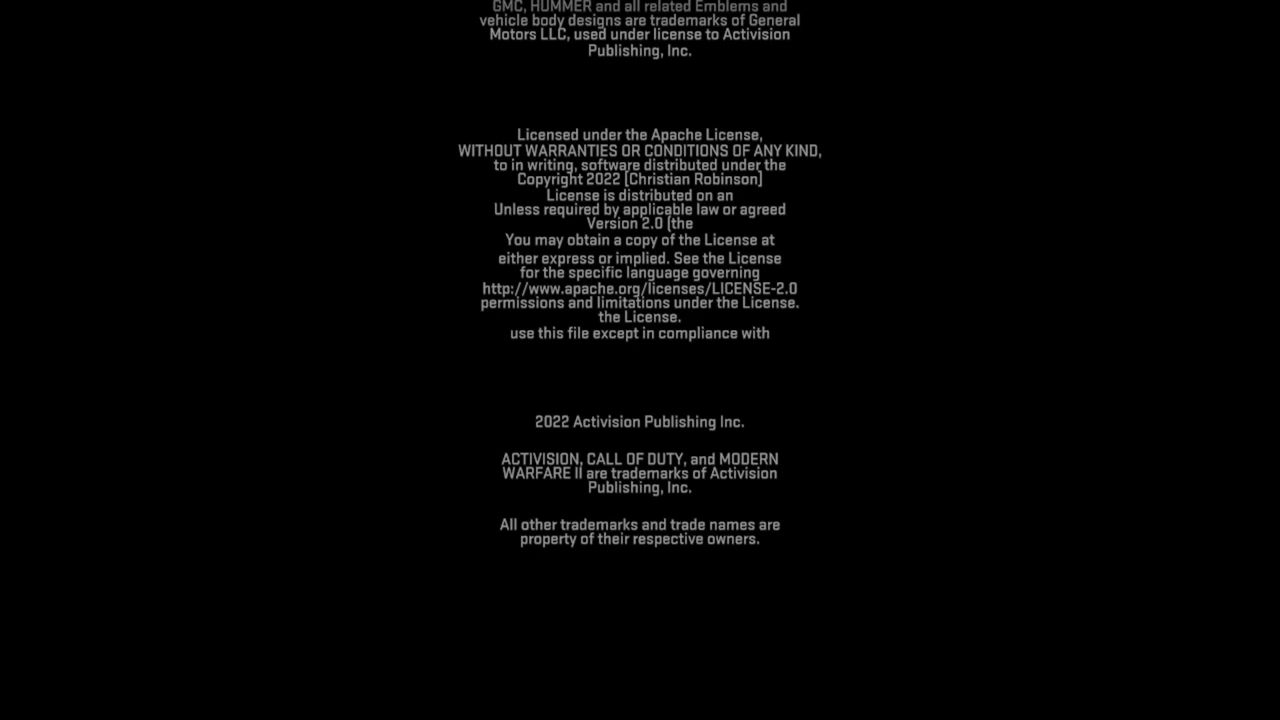 GMC, HUMMER and all related Emblems and
vehicle body designs are trademarks of General
Motors LLC, used under license to Activision
Publishing, Inc.
Licensed under the Apache License,
WITHOUT WARRANTIES OR CONDITIONS OF ANY KIND,
to in writing, software distributed under the
Copyright 2022 [Christian Robinson]
License is distributed on an
Unless required by applicable law or agreed
Version 2.0 (the
You may obtain a copy of the License at
either express or implied. See the License
for the specific language governing
http://www.apache.org/licenses/LICENSE-2.0
permissions and limitations under the License.
the License.
use this file except in compliance with
2022 Activision Publishing Inc.
ACTIVISION, CALL OF DUTY, and MODERN
WARFARE II are trademarks of Activision
Publishing, Inc.
All other trademarks and trade names are
property of their respective owners.